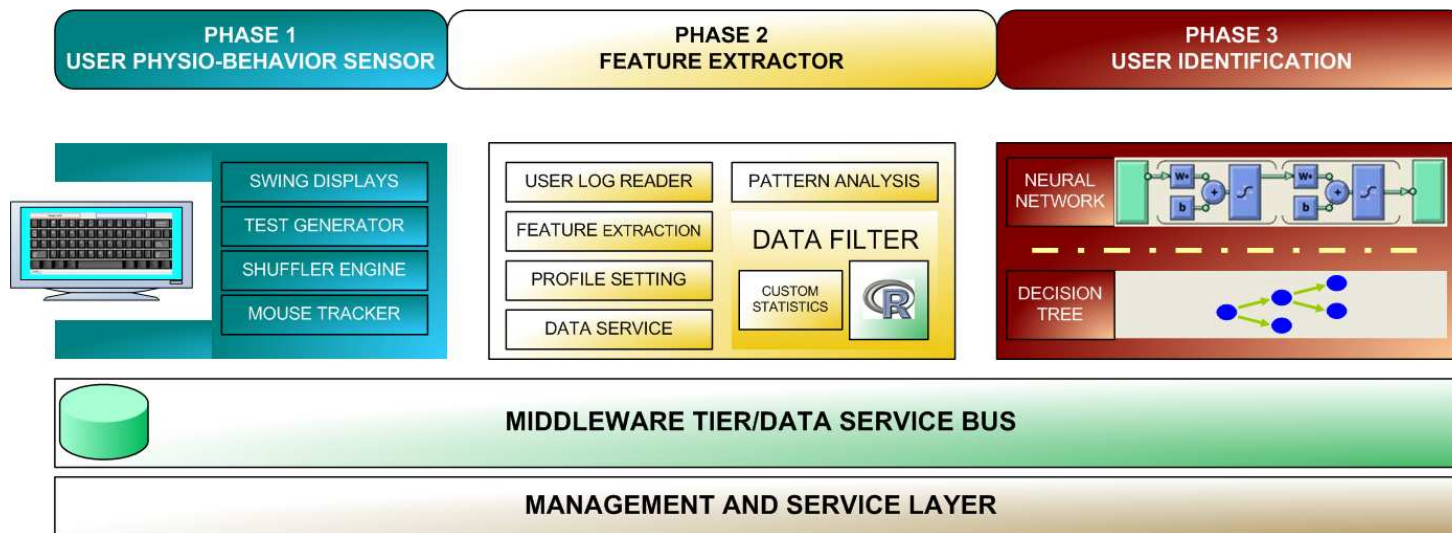 PHASE 1
USER PHYSIO-BEHAVIOR SENSOR
PHASE 2
FEATURE EXTRACTOR
PHASE 3
USER IDENTIFICATION
SWING DISPLAYS
TEST GENERATOR
SHUFFLER ENGINE
MOUSE TRACKER
USER LOG READER
FEATURE EXTRACTION
PROFILE SETTING
DATA SERVICE
PATTERN ANALYSIS
DATA FILTER
CUSTOM
STATISTICS
R
NEURAL
NETWORK
W
b
+
W
b
+
DECISION
TREE
MIDDLEWARE TIER/DATA SERVICE BUS
MANAGEMENT AND SERVICE LAYER